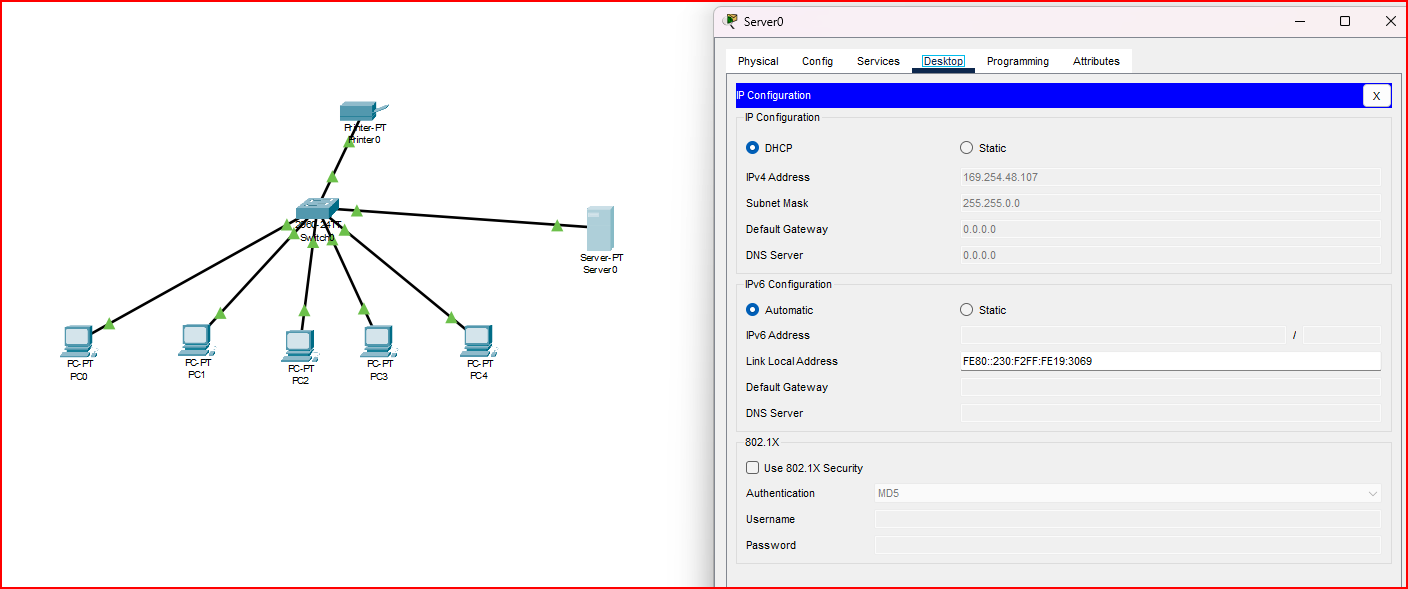 Printer-PT
Printer0
2960-24TT
Switch0
Server-PT
Server0
PC-PT
PC0
PC-PT
PC1
PC-PT
PC2
PC-PT
PC3
PC-PT
PC4
Server0
Physical Config Services Desktop Programming Attributes
IP Configuration
X
IP Configuration
DHCP Static
IPv4 Address 169.254.48.107
Subnet Mask 255.255.0.0
Default Gateway 0.0.0.0
DNS Server 0.0.0.0
IPv6 Configuration
Automatic Static
IPv6 Address /
Link Local Address FE80::230:F2FF:FE19:3069
Default Gateway
DNS Server
802.1X
Use 802.1X Security
Authentication MD5
Username
Password